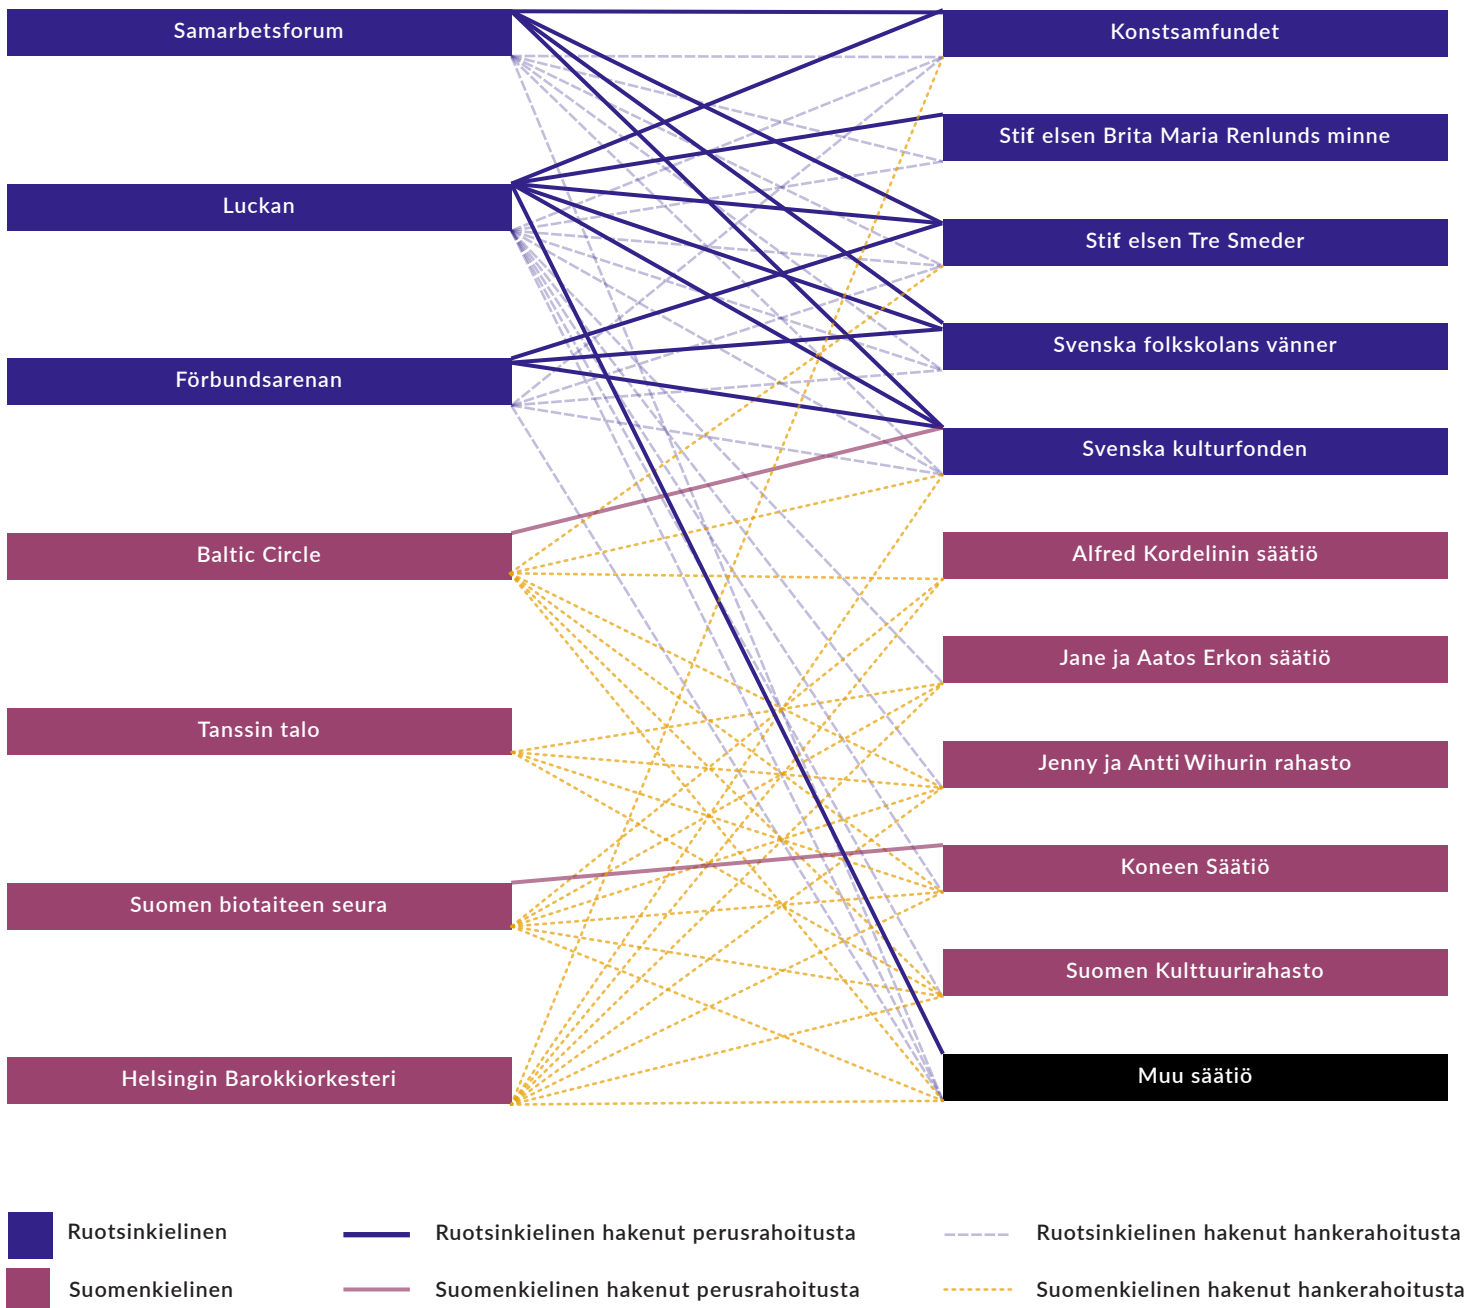 Samarbetsforum
Luckan
Förbundsarenan
Baltic Circle
Tanssin talo
Suomen biotaiteen seura
Helsingin Barokkiorkesteri
Konstsamfundet
Stif elsen Brita Maria Renlunds minne
Stif elsen Tre Smeder
Svenska folkskolans vänner
Svenska kulturfonden
Alfred Kordelinin säätiö
Jane ja Aatos Erkon säätiö
Jenny ja Antti Wihurin rahasto
Koneen Säätiö
Suomen Kulttuurirahasto
Muu säätiö
Ruotsinkielinen
Ruotsinkielinen hakenut perusrahoitusta
Ruotsinkielinen hakenut hankerahoitusta
Suomenkielinen
Suomenkielinen hakenut perusrahoitusta
Suomenkielinen hakenut hankerahoitusta